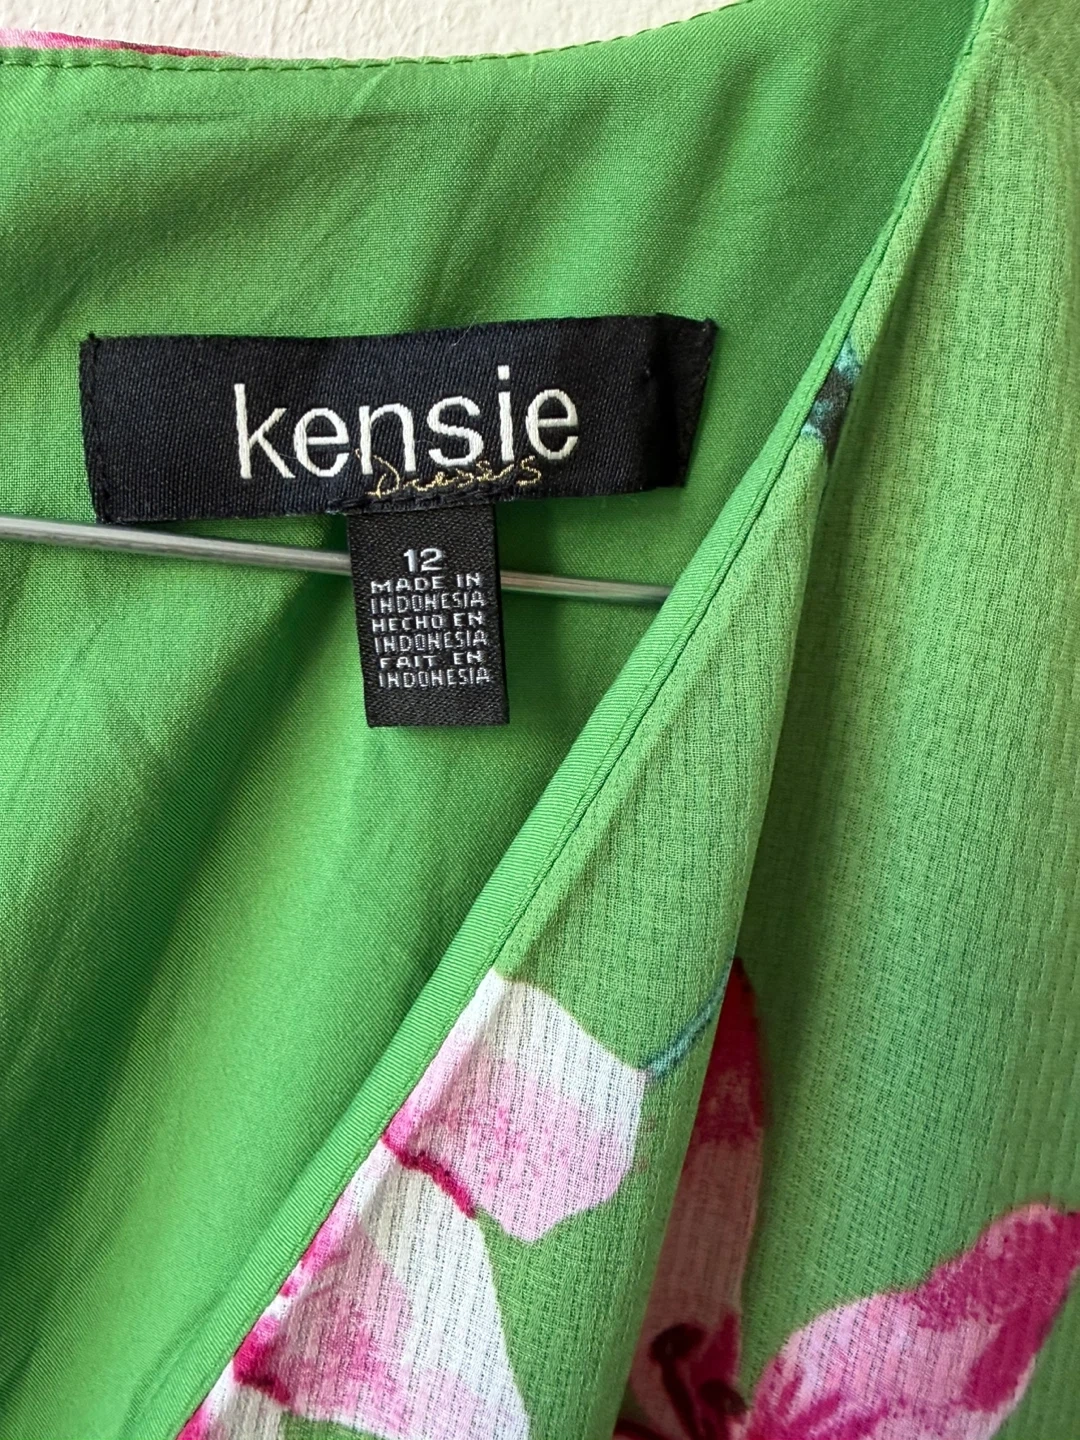 kensie
Dresses
12
MADE IN
INDONESIA
HECHO EN
INDONESIA
FAIT EN
INDONESIA